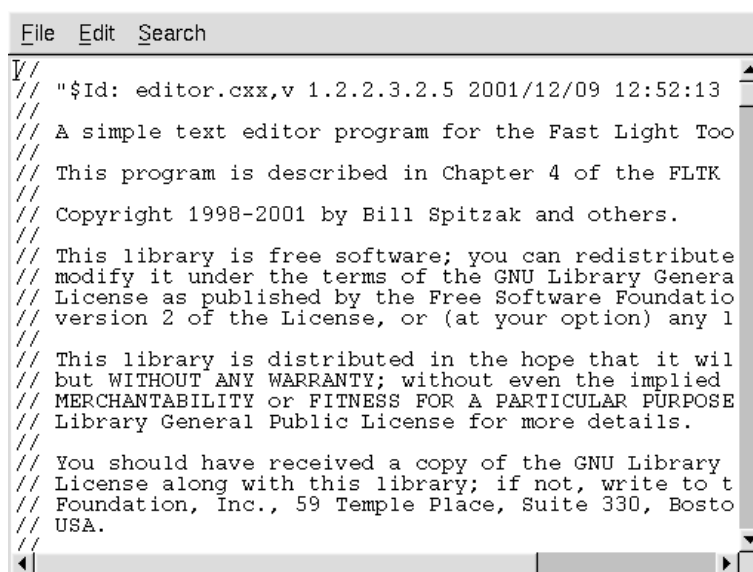 File Edit Search
//
// "$Id: editor.cxx,v 1.2.2.3.2.5 2001/12/09 12:52:13
//
// A simple text editor program for the Fast Light Too
//
// This program is described in Chapter 4 of the FLTK
//
// Copyright 1998-2001 by Bill Spitzak and others.
//
// This library is free software; you can redistribute
// modify it under the terms of the GNU Library Genera
// License as published by the Free Software Foundatio
// version 2 of the License, or (at your option) any l
//
// This library is distributed in the hope that it wil
// but WITHOUT ANY WARRANTY; without even the implied
// MERCHANTABILITY or FITNESS FOR A PARTICULAR PURPOSE
// Library General Public License for more details.
//
// You should have received a copy of the GNU Library
// License along with this library; if not, write to t
// Foundation, Inc., 59 Temple Place, Suite 330, Bosto
// USA.
//